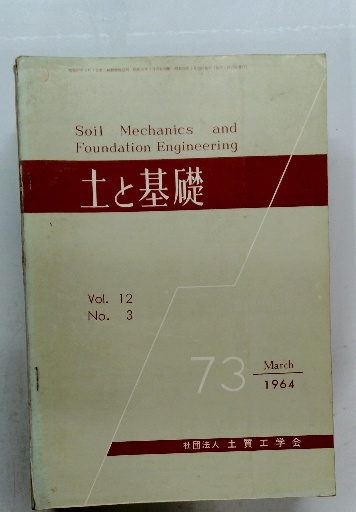 Soil Mechanics and
Foundation Engineering
土と基礎
Vol. 12
No. 3
73
March
1964
社団法人 土質工学会